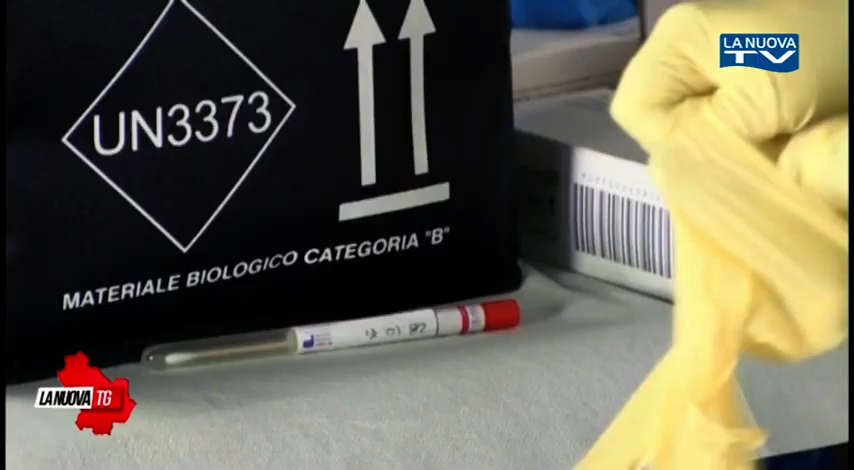 LA NUOVA
TV
UN3373
MATERIALE BIOLOGICO CATEGORIA "B"
LA NUOVA TG